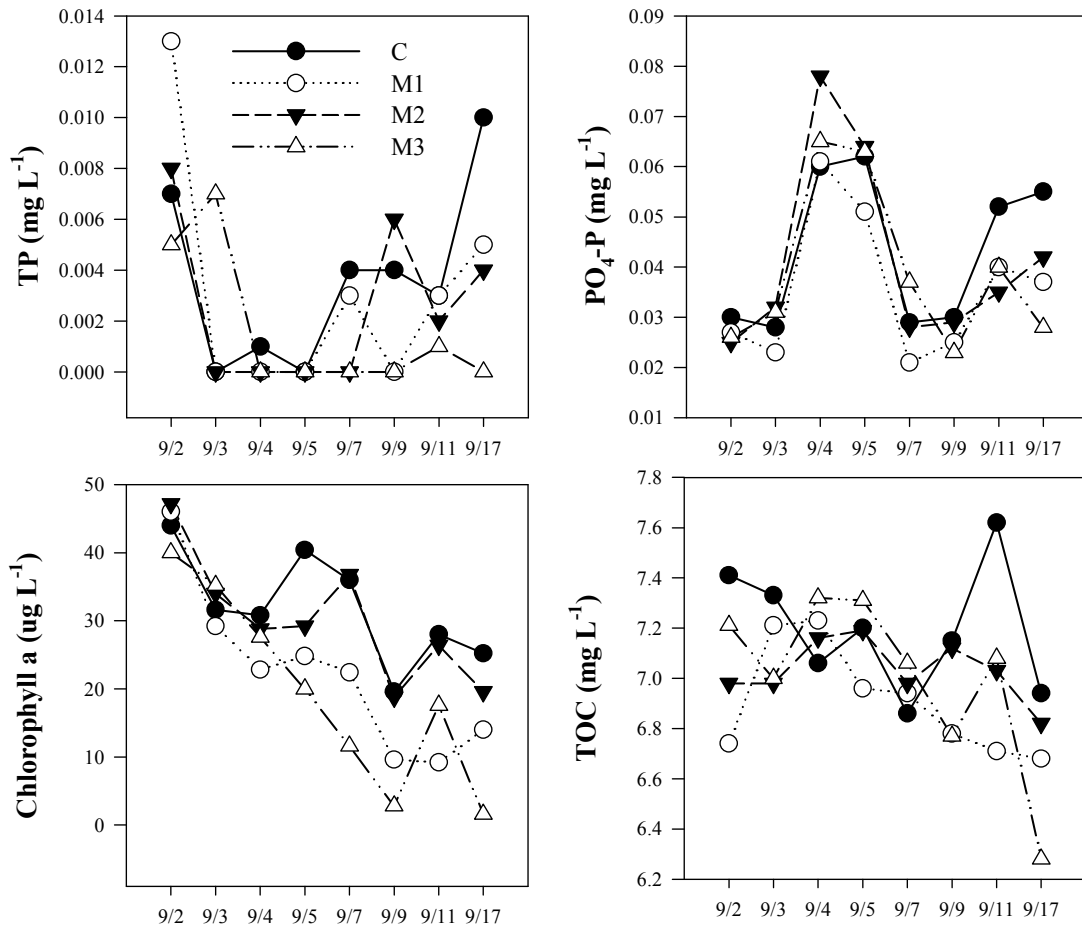 TP (mg L-1)
0.014
0.012
0.010
0.008
0.006
0.004
0.002
0.000
C
M1
M2
M3
9/2 9/3 9/4 9/5 9/7 9/9 9/11 9/17
PO4-P (mg L-1)
0.09
0.08
0.07
0.06
0.05
0.04
0.03
0.02
0.01
9/2 9/3 9/4 9/5 9/7 9/9 9/11 9/17
Chlorophyll a (ug L-1)
50
40
30
20
10
0
9/2 9/3 9/4 9/5 9/7 9/9 9/11 9/17
TOC (mg L-1)
7.8
7.6
7.4
7.2
7.0
6.8
6.6
6.4
6.2
9/2 9/3 9/4 9/5 9/7 9/9 9/11 9/17